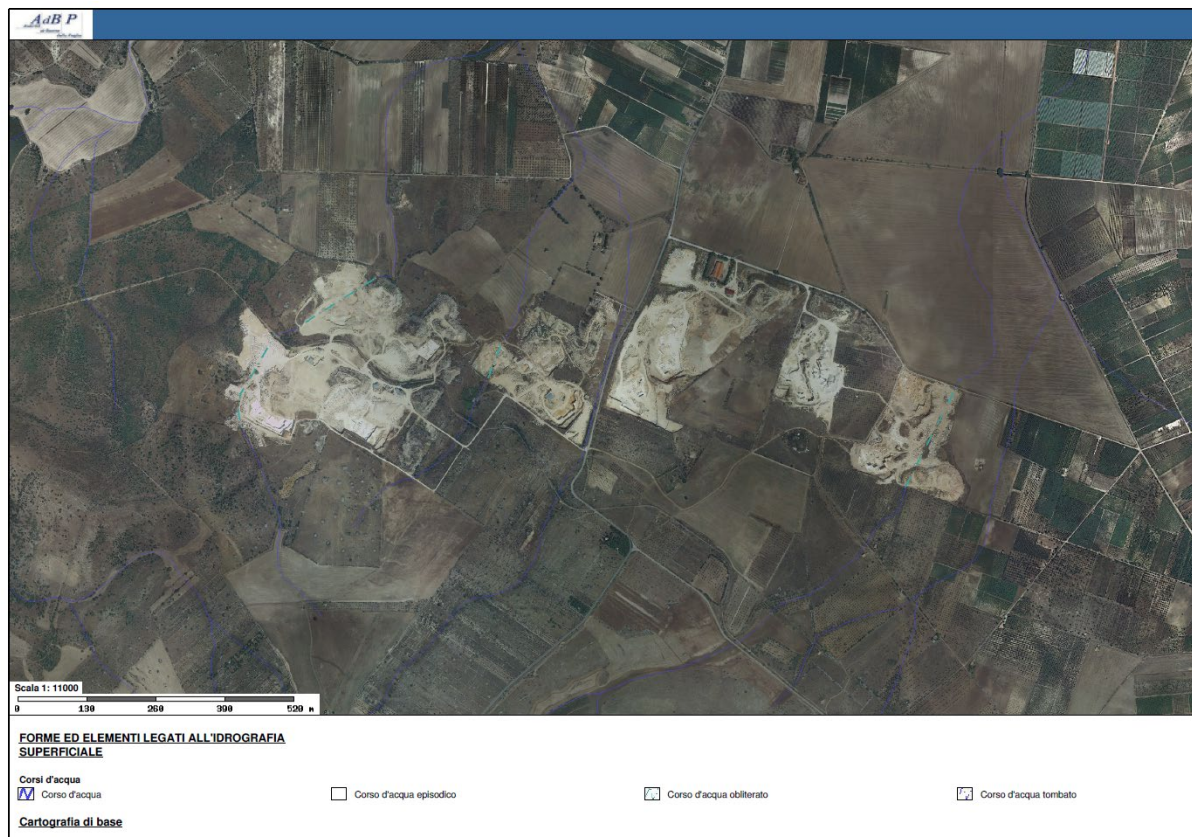 AdB P
Scala 1: 11000
0 130 260 390 520 M
FORME ED ELEMENTI LEGATI ALL'IDROGRAFIA
SUPERFICIALE
Corsi d'acqua
Corso d'acqua
Corso d'acqua episodico
Corso d'acqua obliterato
Corso d'acqua tombato
Cartografia di base